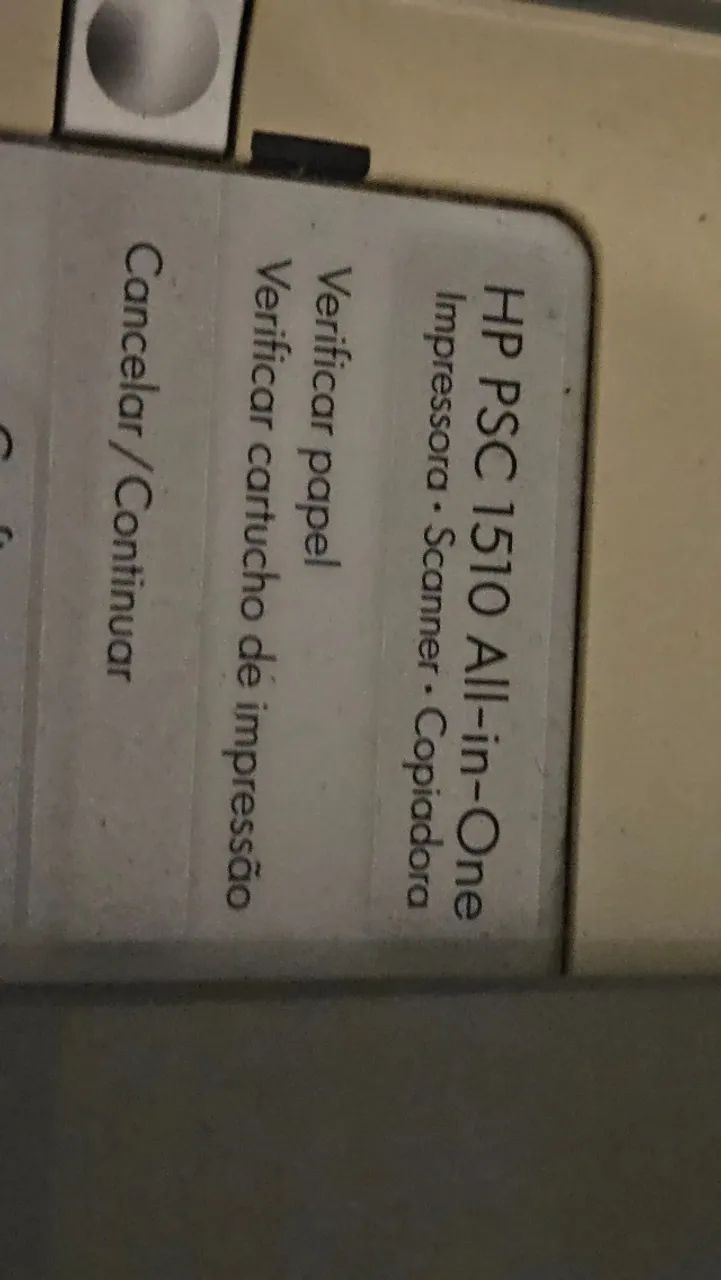 HP PSC 1510 All-in-One
Impressora • Scanner • Copiadora
Verificar papel
Verificar cartucho de impressão
Cancelar/Continuar